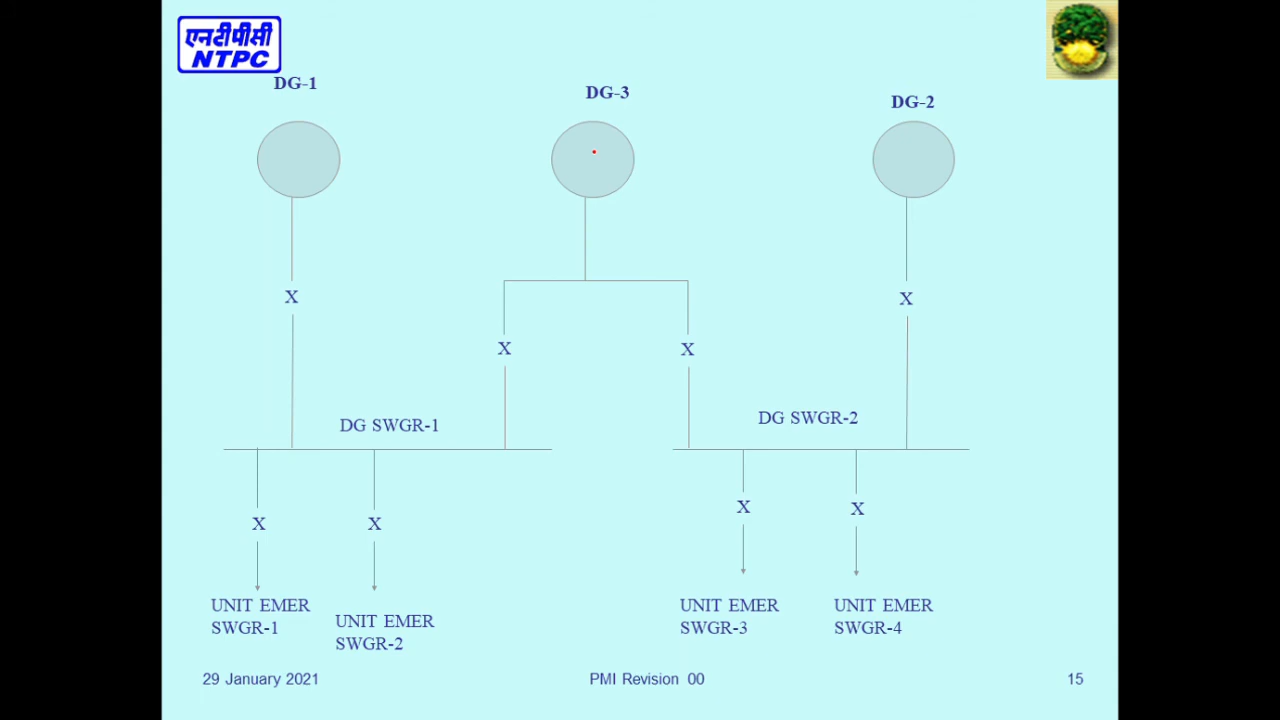 एनटीपीसी
NTPC
DG-1
DG-3
DG-2
X
X
X
X
DG SWGR-1
DG SWGR-2
X
X
X
X
UNIT EMER
SWGR-1
UNIT EMER
SWGR-2
UNIT EMER
SWGR-3
UNIT EMER
SWGR-4
29 January 2021
PMI Revision 00
15